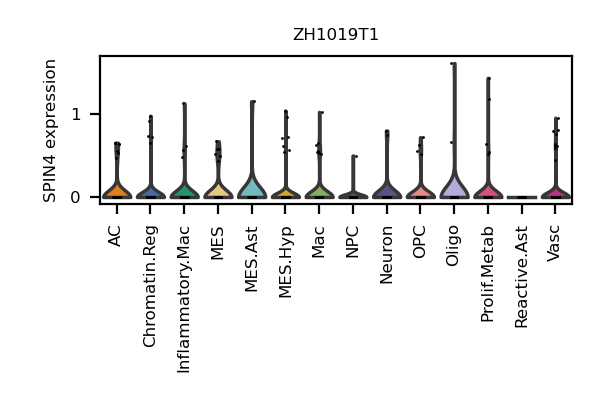 ZH1019T1
SPIN4 expression
1
0
AC
Chromatin.Reg
Inflammatory.Mac
MES
MES.Ast
MES.Hyp
Mac
NPC
Neuron
OPC
Oligo
Prolif.Metab
Reactive.Ast
Vasc